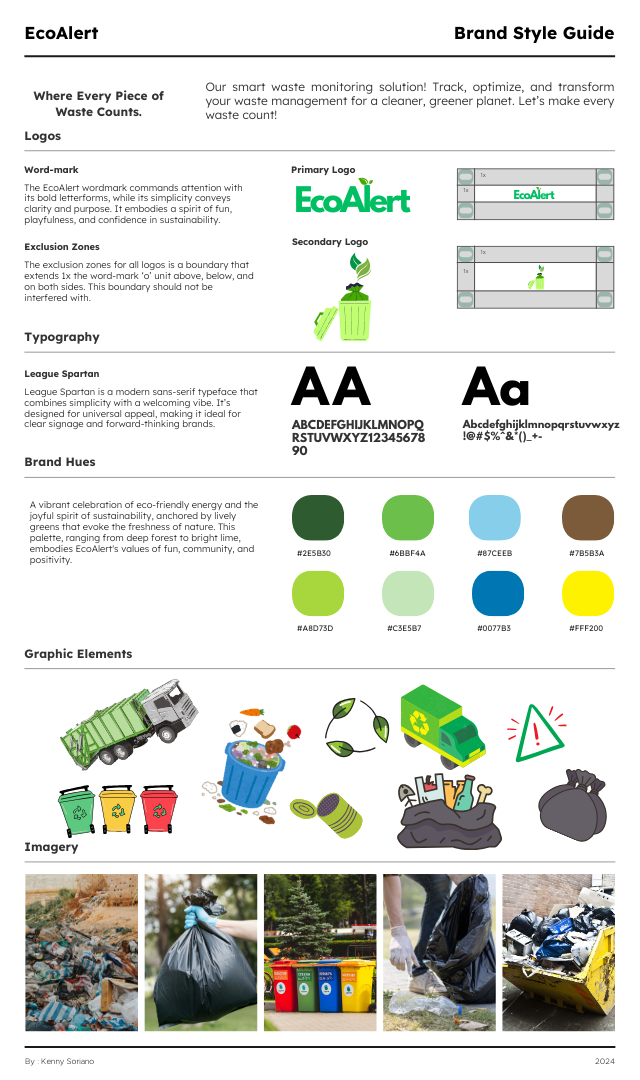 EcoAlert
Brand Style Guide
Where Every Piece of
Waste Counts.
Our smart waste monitoring solution! Track, optimize, and transform
your waste management for a cleaner, greener planet. Let's make every
waste count!
Logos
Word-mark
The EcoAlert wordmark commands attention with
its bold letterforms, while its simplicity conveys
clarity and purpose. It embodies a spirit of fun,
playfulness, and confidence in sustainability.
Primary Logo
EcoAlert
1x
1x
EcoAlert
Exclusion Zones
The exclusion zones for all logos is a boundary that
extends 1x the word-mark 'o' unit above, below, and
on both sides. This boundary should not be
interfered with.
Secondary Logo
1x
1x
Typography
League Spartan
League Spartan is a modern sans-serif typeface that
combines simplicity with a welcoming vibe. It's
designed for universal appeal, making it ideal for
clear signage and forward-thinking brands.
AA
ABCDEFGHIJKLMNOPQ
RSTUVWXYZ12345678
90
Aa
Abcdefghijklmnopqrstuvwxyz
!@#$%^&*()_+-
Brand Hues
A vibrant celebration of eco-friendly energy and the
joyful spirit of sustainability, anchored by lively
greens that evoke the freshness of nature. This
palette, ranging from deep forest to bright lime,
embodies EcoAlert's values of fun, community, and
positivity.
#2E5B30
#6BBF4A
#87CEEB
#7B5B3A
#A8D73D
#C3E5B7
#0077B3
#FFF200
Graphic Elements
Imagery
By : Kenny Soriano
2024